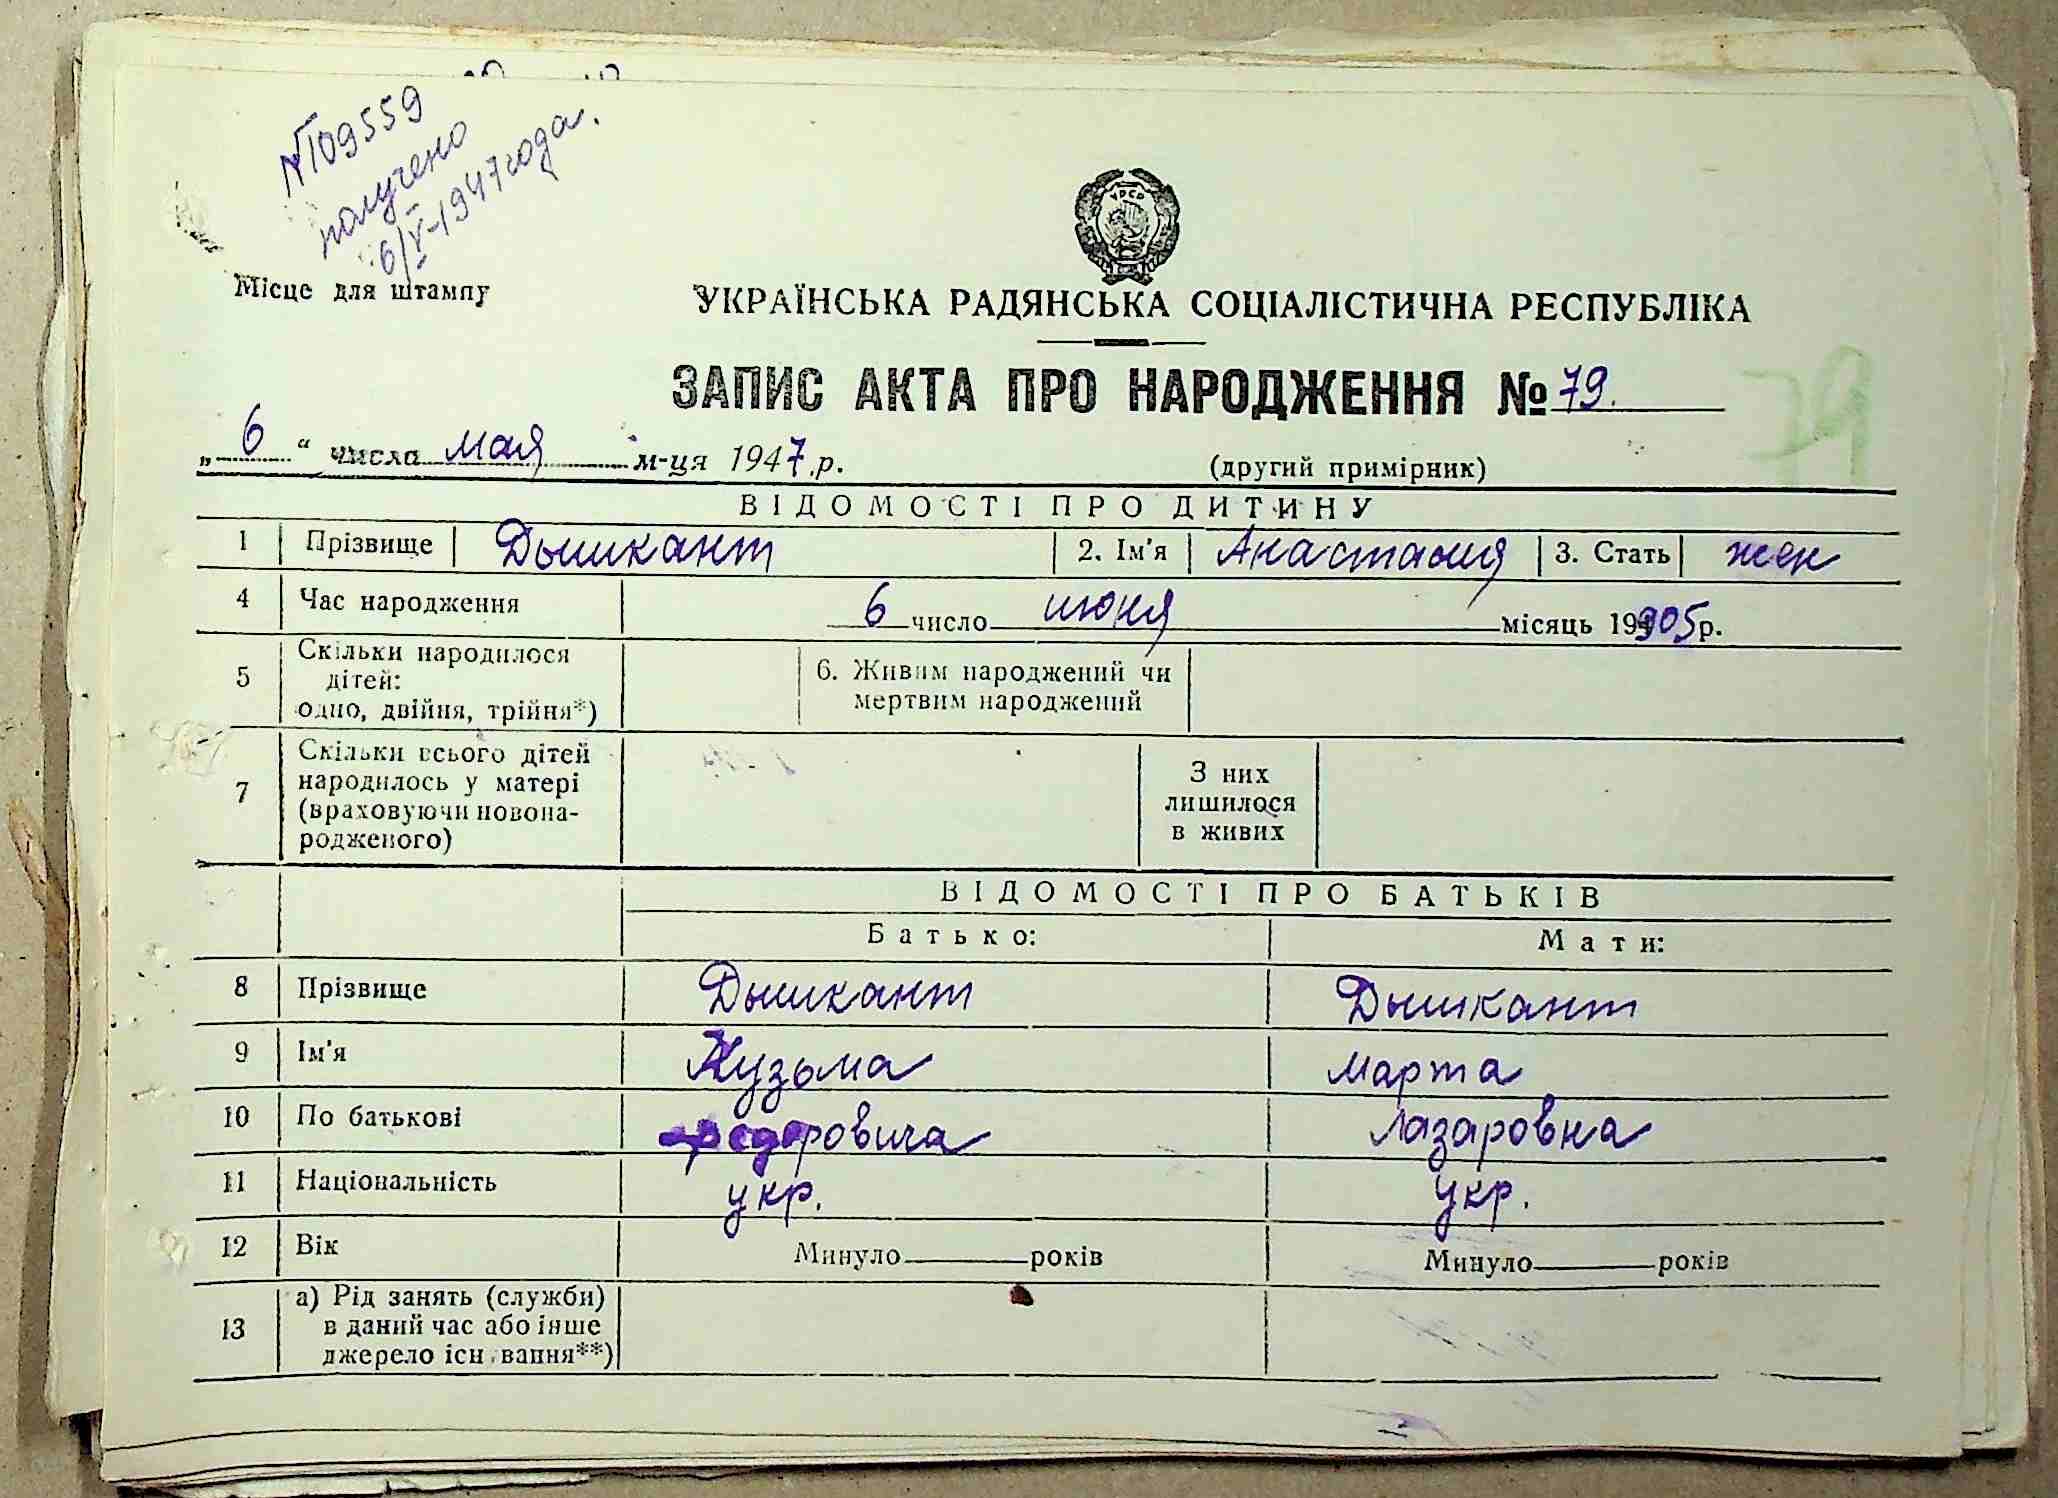 №109559
получено
6/V-1947 года.
УРСР
Місце для штампу
УКРАЇНСЬКА РАДЯНСЬКА СОЦІАЛІСТИЧНА РЕСПУБЛІКА
ЗАПИС АКТА ПРО НАРОДЖЕННЯ № 79.
„6“ числа мая м-ця 1947.р.
(другий примірник)
ВІДОМОСТІ ПРО ДИТИНУ
1 Прізвище Дышкант 2. Ім'я Анастасия 3. Стать жен
4 Час народження 6 число июня місяць 1905р.
5 Скільки народилося дітей: одно, двійня, трійня*) 6. Живим народжений чи мертвим народжений
7 Скільки всього дітей народилось у матері (враховуючи новонародженого) З них лишилося в живих
ВІДОМОСТІ ПРО БАТЬКІВ
Батько: Мати:
8 Прізвище Дышкант Дышкант
9 Ім'я Кузьма Марта
10 По батькові Федоровича Лазаровна
11 Національність укр. укр.
12 Вік Минуло років Минуло років
13 а) Рід занять (служби) в даний час або інше джерело існування**)